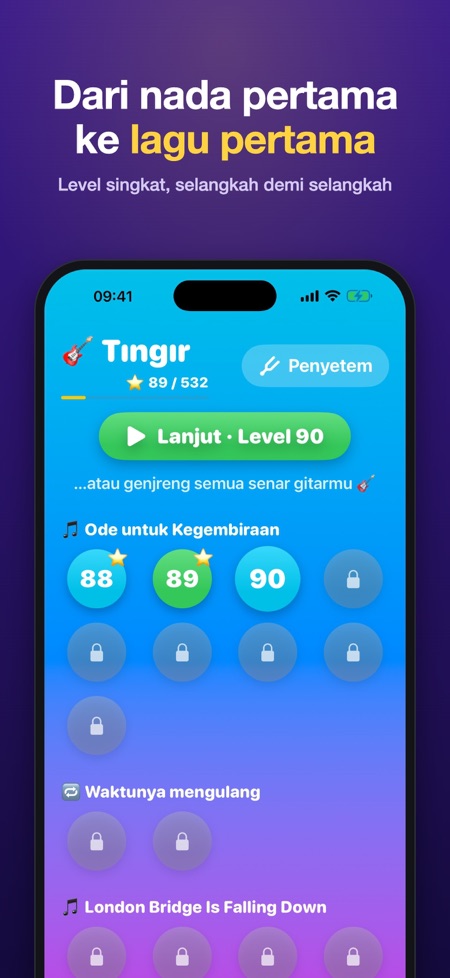 Dari nada pertama
ke lagu pertama
Level singkat, selangkah demi selangkah
09:41
Tıngır
Penyetem
89 / 532
Lanjut · Level 90
...atau genjreng semua senar gitarmu
Ode untuk Kegembiraan
88
89
90
Waktunya mengulang
London Bridge Is Falling Down